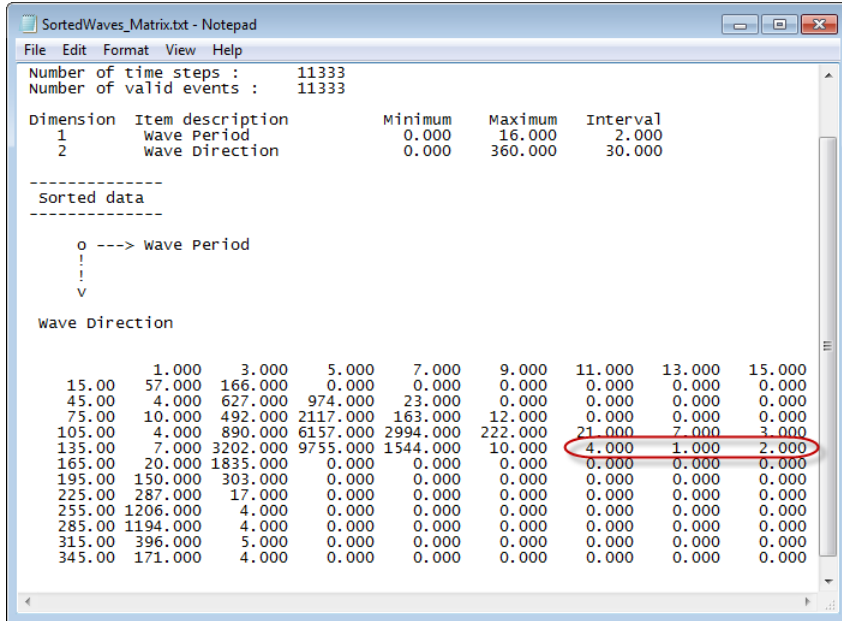 SortedWaves_Matrix.txt - Notepad
File Edit Format View Help
Number of time steps : 11333
Number of valid events : 11333
Dimension Item description Minimum Maximum Interval
1 Wave Period 0.000 16.000 2.000
2 Wave Direction 0.000 360.000 30.000
--------------
Sorted data
--------------
o ---> Wave Period
!
!
v
Wave Direction
1.000 3.000 5.000 7.000 9.000 11.000 13.000 15.000
15.00 57.000 166.000 0.000 0.000 0.000 0.000 0.000 0.000
45.00 4.000 627.000 974.000 23.000 0.000 0.000 0.000 0.000
75.00 10.000 492.000 2117.000 163.000 12.000 0.000 0.000 0.000
105.00 4.000 890.000 6157.000 2994.000 222.000 21.000 7.000 3.000
135.00 7.000 3202.000 9755.000 1544.000 10.000 4.000 1.000 2.000
165.00 20.000 1835.000 0.000 0.000 0.000 0.000 0.000 0.000
195.00 150.000 303.000 0.000 0.000 0.000 0.000 0.000 0.000
225.00 287.000 17.000 0.000 0.000 0.000 0.000 0.000 0.000
255.00 1206.000 4.000 0.000 0.000 0.000 0.000 0.000 0.000
285.00 1194.000 4.000 0.000 0.000 0.000 0.000 0.000 0.000
315.00 396.000 5.000 0.000 0.000 0.000 0.000 0.000 0.000
345.00 171.000 4.000 0.000 0.000 0.000 0.000 0.000 0.000